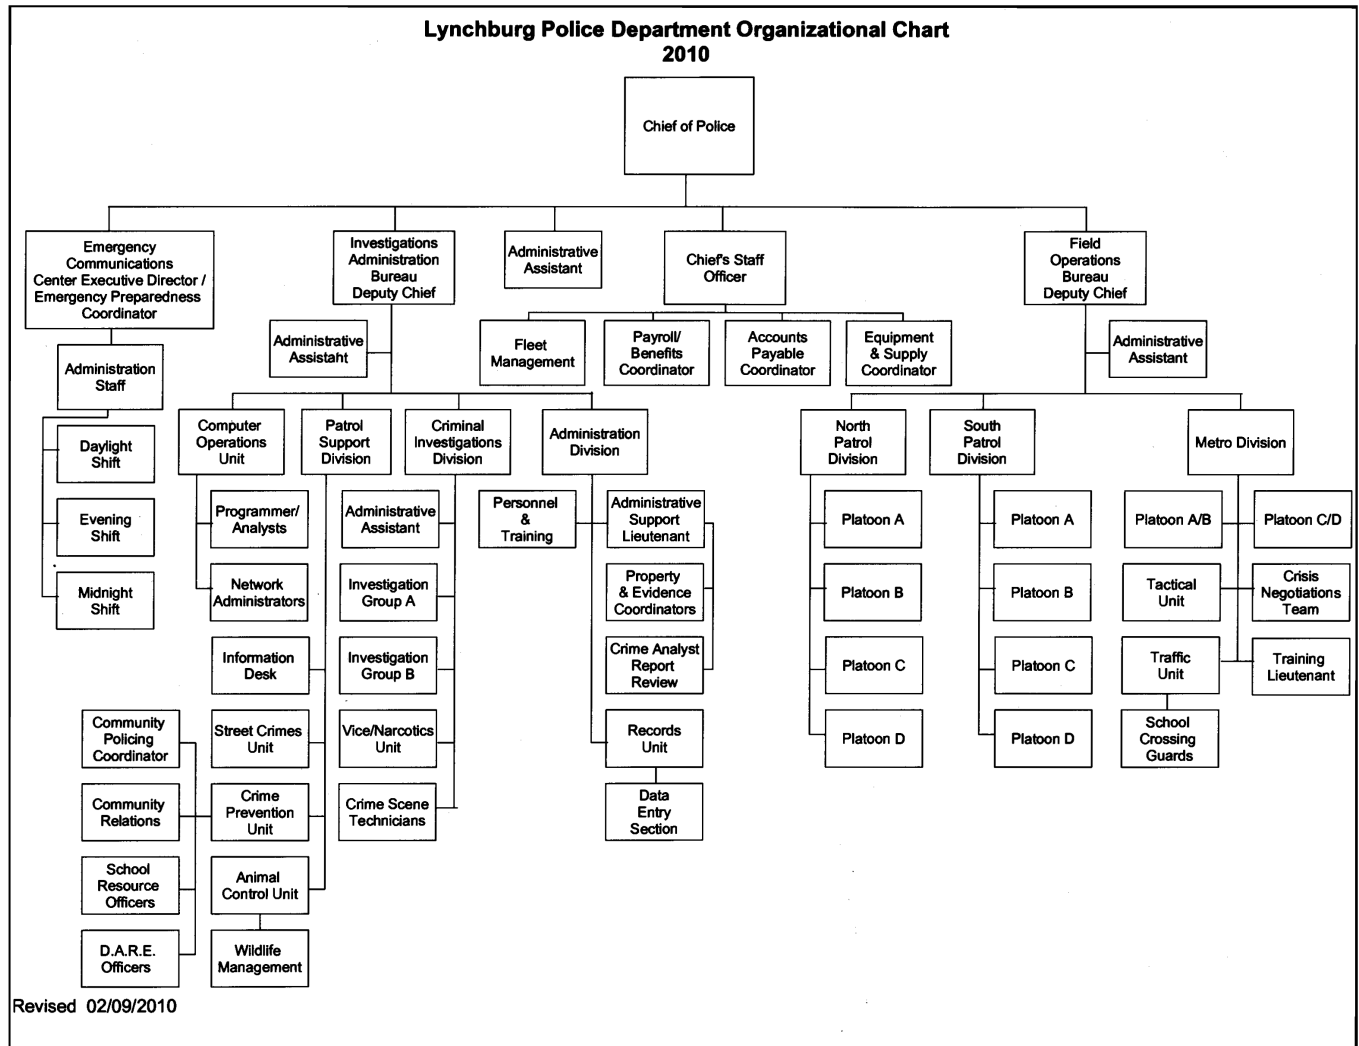 Lynchburg Police Department Organizational Chart
2010
Chief of Police
Emergency
Communications
Center Executive Director /
Emergency Preparedness
Coordinator
Investigations
Administration
Bureau
Deputy Chief
Administrative
Assistant
Chief's Staff
Officer
Field
Operations
Bureau
Deputy Chief
Administration
Staff
Administrative
Assistaht
Fleet
Management
Payroll/
Benefits
Coordinator
Accounts
Payable
Coordinator
Equipment
& Supply
Coordinator
Administrative
Assistant
Daylight
Shift
Evening
Shift
Midnight
Shift
Computer
Operations
Unit
Patrol
Support
Division
Criminal
Investigations
Division
Administration
Division
North
Patrol
Division
South
Patrol
Division
Metro Division
Programmer/
Analysts
Network
Administrators
Information
Desk
Street Crimes
Unit
Crime
Prevention
Unit
Animal
Control Unit
Wildlife
Management
Community
Policing
Coordinator
Community
Relations
School
Resource
Officers
D.A.R.E.
Officers
Administrative
Assistant
Investigation
Group A
Investigation
Group B
Vice/Narcotics
Unit
Crime Scene
Technicians
Personnel
&
Training
Administrative
Support
Lieutenant
Property
& Evidence
Coordinators
Crime Analyst
Report
Review
Records
Unit
Data
Entry
Section
Platoon A
Platoon B
Platoon C
Platoon D
Platoon A
Platoon B
Platoon C
Platoon D
Platoon A/B
Platoon C/D
Tactical
Unit
Crisis
Negotiations
Team
Traffic
Unit
Training
Lieutenant
School
Crossing
Guards
Revised 02/09/2010